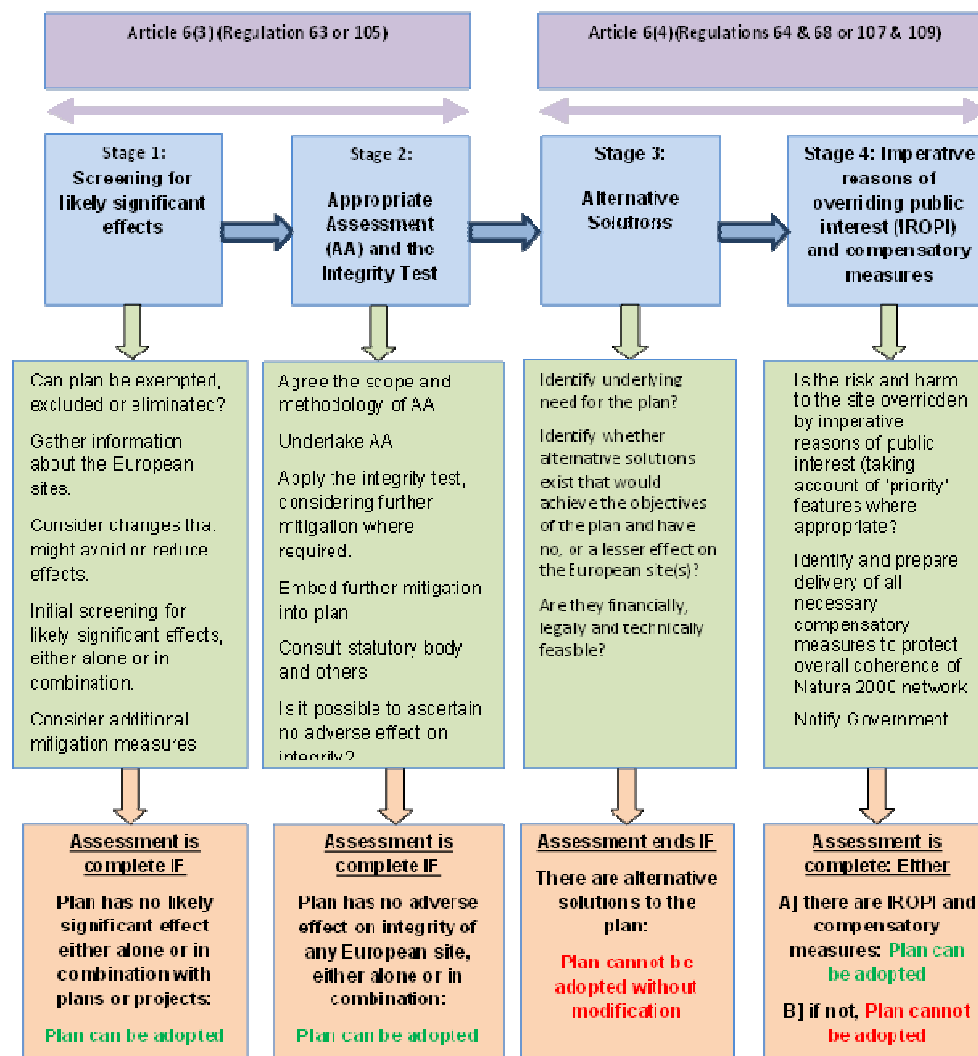 Article 6(3) (Regulation 63 or 105)
Article 6(4)(Regulations 64 & 68 or 107 & 109)
Stage 1:
Screening for
likely significant
effects
Stage 2:
Appropriate
Assessment
(AA) and the
Integrity Test
Stage 3:
Alternative
Solutions
Stage 4: Imperative
reasons of
overriding public
interest (IROPI)
and compensatory
measures
Can plan be exempted,
excluded or eliminated?
Gather information
about the European
sites.
Consider changes that
might avoid or reduce
effects.
Initial screening for
likely significant effects,
either alone or in
combination.
Consider additional
mitigation measures
Agree the scope and
methodology of AA
Undertake AA
Apply the integrity test,
considering further
mitigation where
required.
Embed further mitigation
into plan
Consult statutory body
and others
Is it possible to ascertain
no adverse effect on
integrity?
Identify underlying
need for the plan?
Identify whether
alternative solutions
exist that would
achieve the objectives
of the plan and have
no, or a lesser effect on
the European site(s)?
Are they financially,
legally and technically
feasible?
Is the risk and harm
to the site overridden
by imperative
reasons of public
interest (taking
account of 'priority'
features where
appropriate?
Identify and prepare
delivery of all
necessary
compensatory
measures to protect
overall coherence of
Natura 2000 network
Notify Government
Assessment is
complete IF
Plan has no likely
significant effect
either alone or in
combination with
plans or projects:
Plan can be adopted
Assessment is
complete IF
Plan has no adverse
effect on integrity of
any European site,
either alone or in
combination:
Plan can be adopted
Assessment ends IF
There are alternative
solutions to the
plan:
Plan cannot be
adopted without
modification
Assessment is
complete: Either
A] there are IROPI and
compensatory
measures: Plan can
be adopted
B] if not, Plan cannot
be adopted